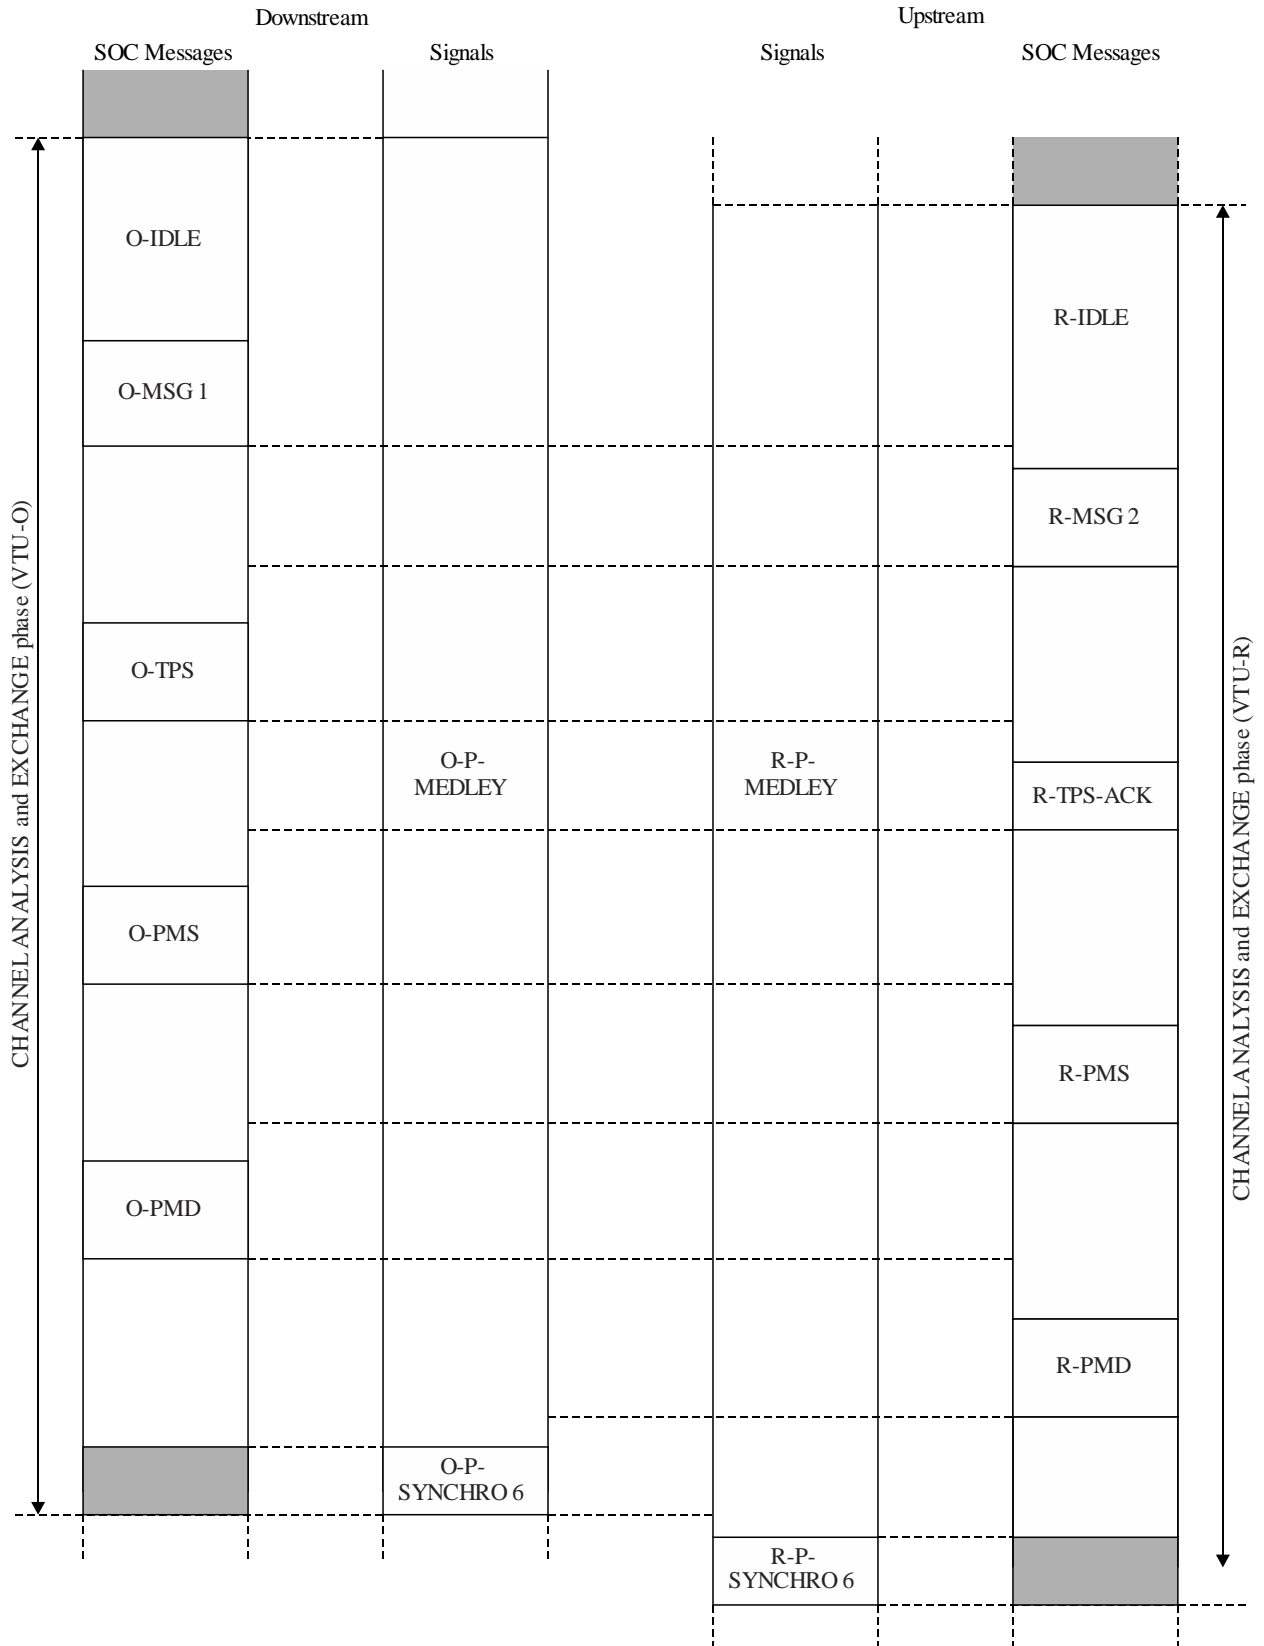 Downstream
Upstream
SOC Messages
Signals
Signals
SOC Messages
O-IDLE
R-IDLE
O-MSG 1
R-MSG 2
O-TPS
O-P-
MEDLEY
R-P-
MEDLEY
R-TPS-ACK
O-PMS
R-PMS
O-PMD
R-PMD
O-P-
SYNCHRO 6
R-P-
SYNCHRO 6
CHANNEL ANALYSIS and EXCHANGE phase (VTU-O)
CHANNEL ANALYSIS and EXCHANGE phase (VTU-R)